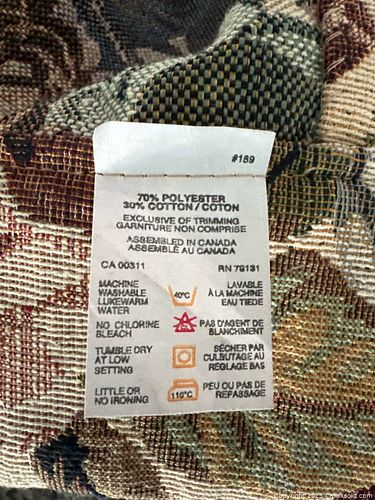 #189
70% POLYESTER
30% COTTON / COTON
EXCLUSIVE OF TRIMMING
GARNITURE NON COMPRISE
ASSEMBLED IN CANADA
ASSEMBLÉ AU CANADA
CA 00311 RN 79131
MACHINE WASHABLE LUKEWARM WATER
40°C
LAVABLE À LA MACHINE EAU TIEDE
NO CHLORINE BLEACH
PAS D'AGENT DE BLANCHIMENT
TUMBLE DRY AT LOW SETTING
SÉCHER PAR CULBUTAGE AU RÉGLAGE BAS
LITTLE OR NO IRONING
110°C
PEU OU PAS DE REPASSAGE